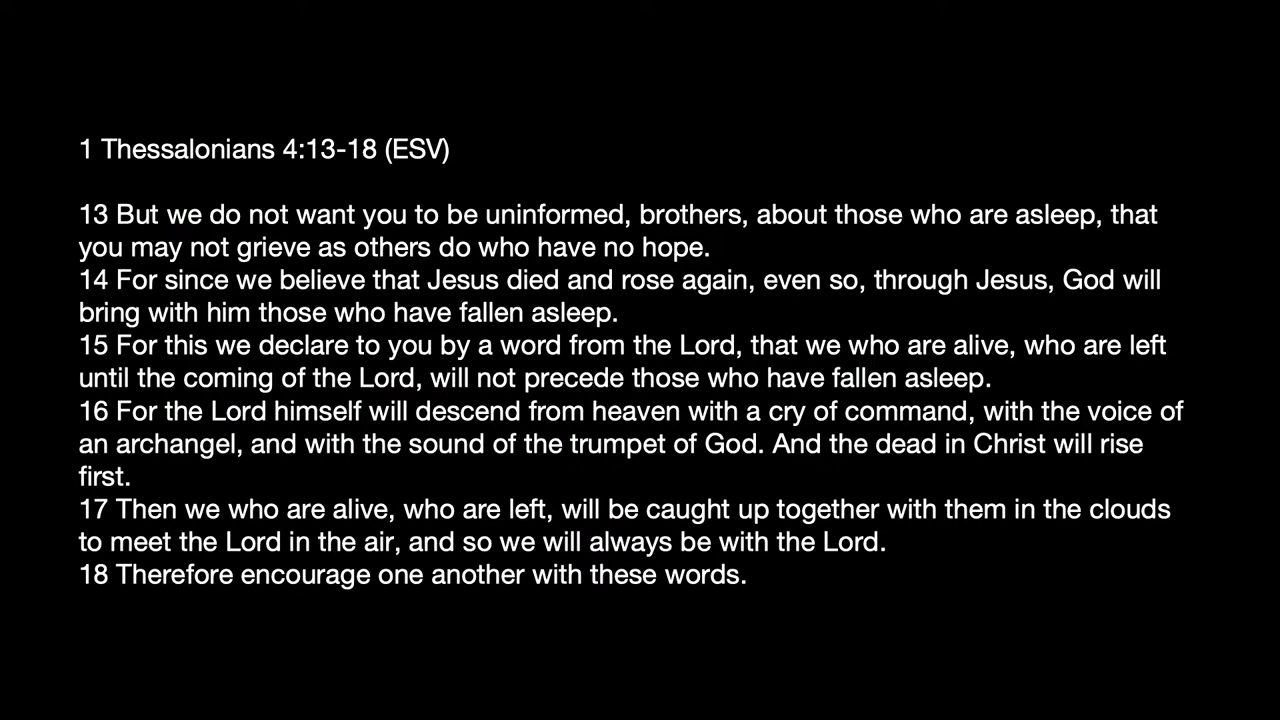 1 Thessalonians 4:13-18 (ESV)
13 But we do not want you to be uninformed, brothers, about those who are asleep, that
you may not grieve as others do who have no hope.
14 For since we believe that Jesus died and rose again, even so, through Jesus, God will
bring with him those who have fallen asleep.
15 For this we declare to you by a word from the Lord, that we who are alive, who are left
until the coming of the Lord, will not precede those who have fallen asleep.
16 For the Lord himself will descend from heaven with a cry of command, with the voice of
an archangel, and with the sound of the trumpet of God. And the dead in Christ will rise
first.
17 Then we who are alive, who are left, will be caught up together with them in the clouds
to meet the Lord in the air, and so we will always be with the Lord.
18 Therefore encourage one another with these words.